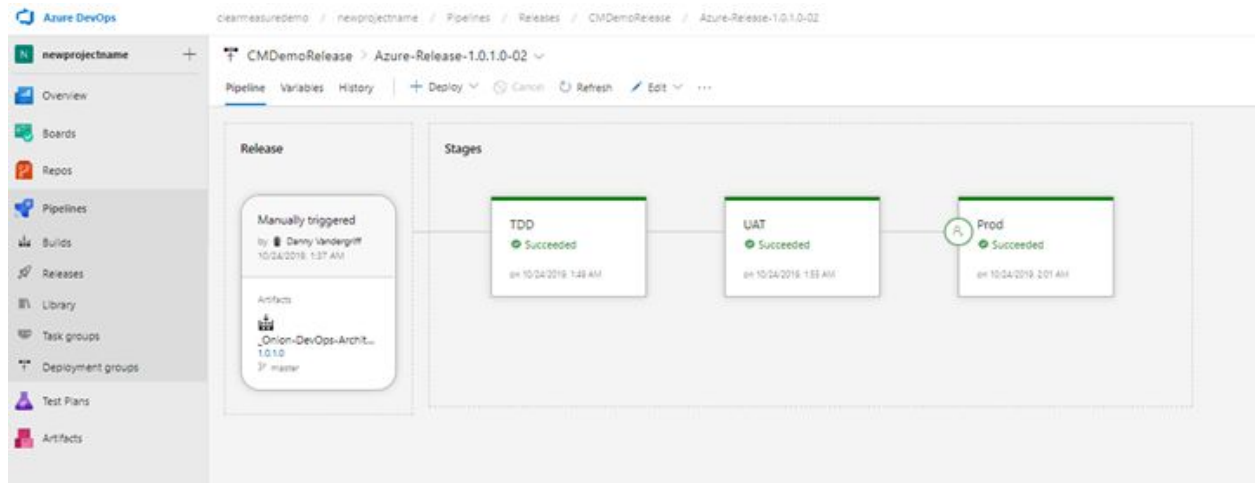 Azure DevOps
clearmeasuredemo / newprojectname / Pipelines / Releases / CMDemoRelease / Azure-Release-1.0.1.0-02
N newprojectname +
CMDemoRelease > Azure-Release-1.0.1.0-02
Pipeline Variables History + Deploy Cancel Refresh Edit ...
Overview
Boards
Repos
Pipelines
Builds
Releases
Library
Task groups
Deployment groups
Test Plans
Artifacts
Release
Manually triggered
by Danny Vandergriff
10/24/2019, 1:37 AM
Artifacts
_Onion-DevOps-Archit...
1.0.1.0
master
Stages
TDD
Succeeded
on 10/24/2019 1:48 AM
UAT
Succeeded
on 10/24/2019 1:55 AM
Prod
Succeeded
on 10/24/2019 2:01 AM